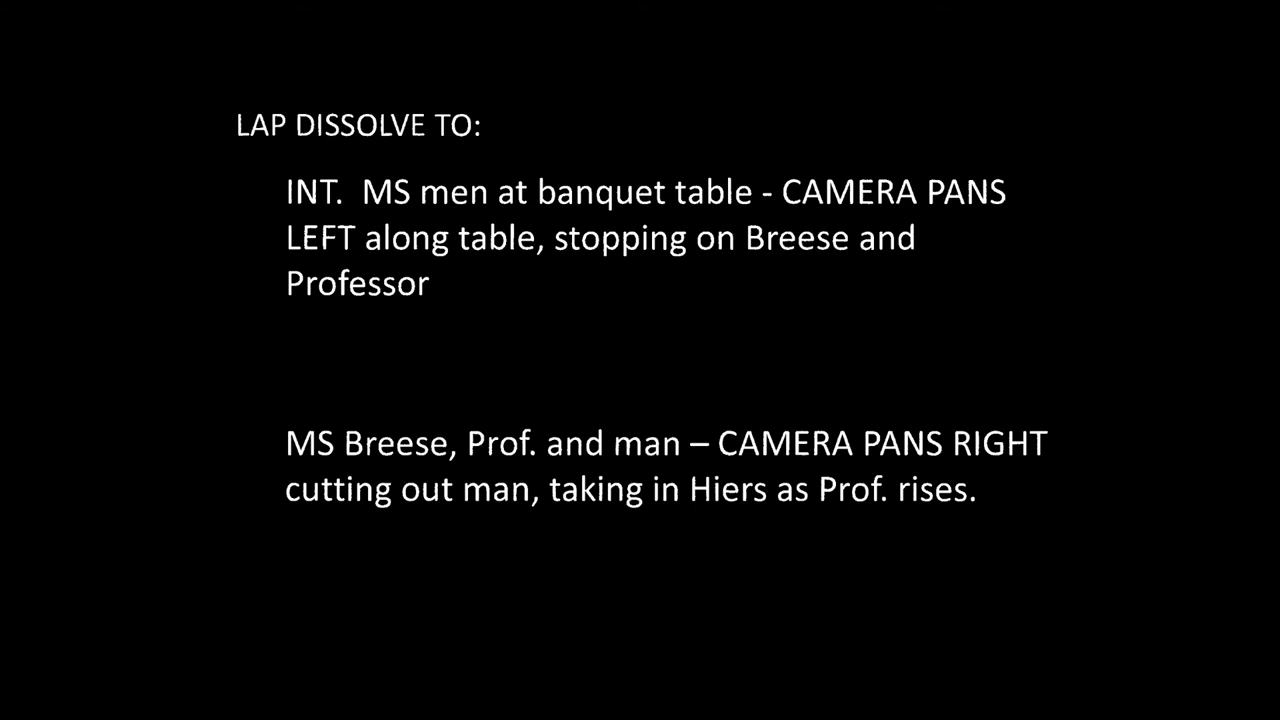 LAP DISSOLVE TO:
INT.  MS men at banquet table - CAMERA PANS
LEFT along table, stopping on Breese and
Professor
MS Breese, Prof. and man – CAMERA PANS RIGHT
cutting out man, taking in Hiers as Prof. rises.